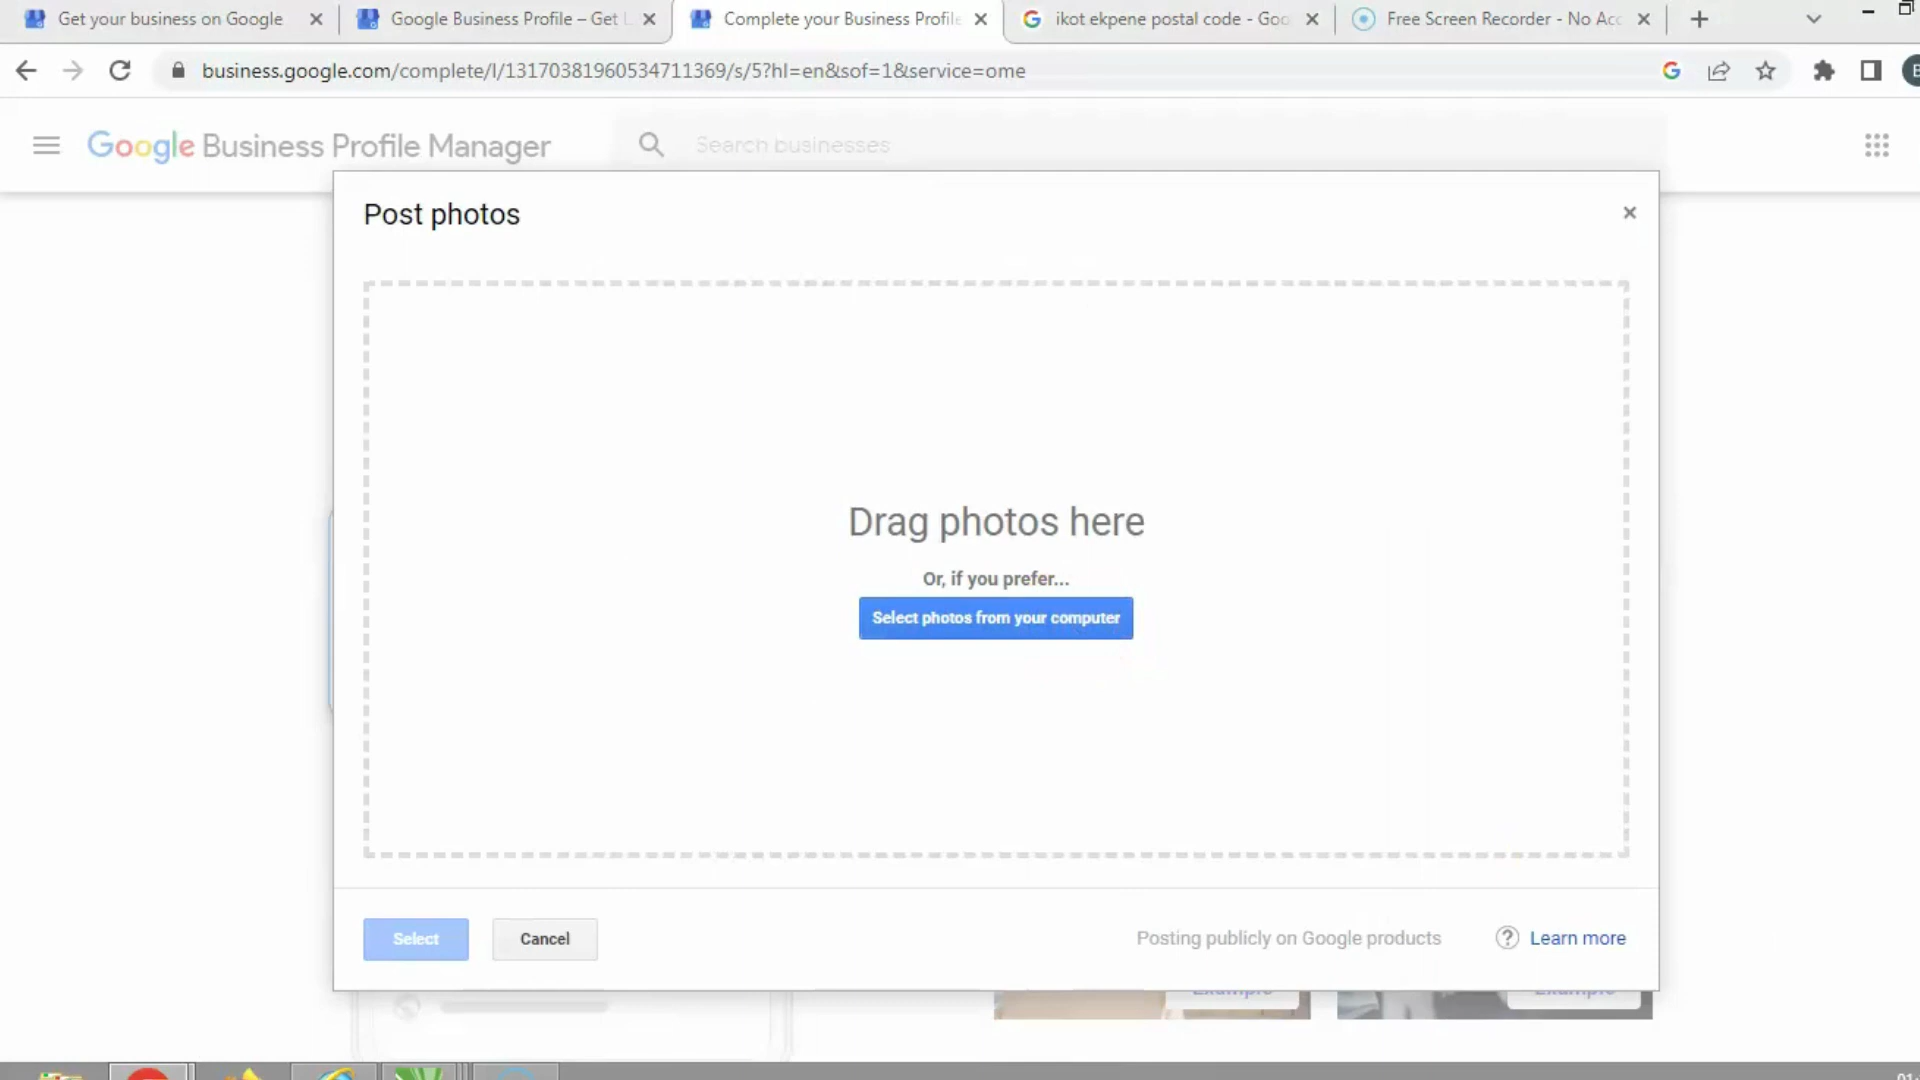 Get your business on Google
Google Business Profile – Get L
Complete your Business Profile
ikot ekpene postal code - Goo
Free Screen Recorder - No Acc
business.google.com/complete/l/13170381960534711369/s/5?hl=en&sof=1&service=ome
Google Business Profile Manager
Search businesses
Post photos
Drag photos here
Or, if you prefer...
Select photos from your computer
Select
Cancel
Posting publicly on Google products
Learn more
Example
Example